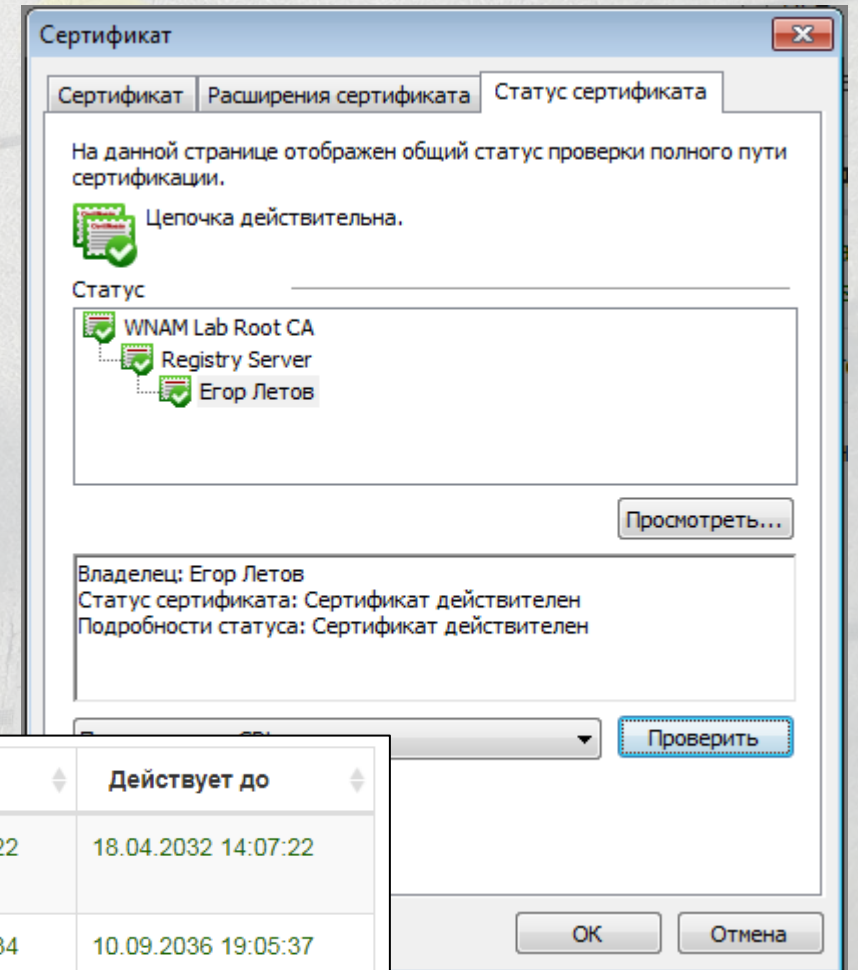 Сертификат
Сертификат Расширения сертификата Статус сертификата
На данной странице отображен общий статус проверки полного пути
сертификации.
Цепочка действительна.
Статус
WNAM Lab Root CA
Registry Server
Егор Летов
Просмотреть...
Владелец: Егор Летов
Статус сертификата: Сертификат действителен
Подробности статуса: Сертификат действителен
Проверить
Действует до
22 18.04.2032 14:07:22
34 10.09.2036 19:05:37
ОК Отмена